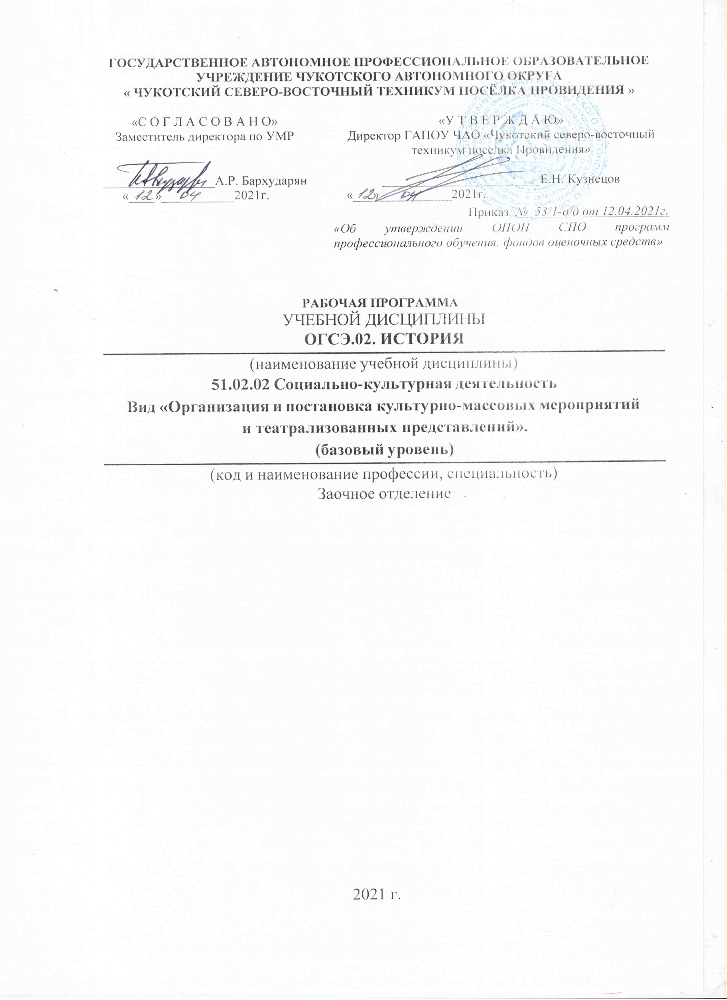 ГОСУДАРСТВЕННОЕ АВТОНОМНОЕ ПРОФЕССИОНАЛЬНОЕ ОБРАЗОВАТЕЛЬНОЕ
УЧРЕЖДЕНИЕ ЧУКОТСКОГО АВТОНОМНОГО ОКРУГА
« ЧУКОТСКИЙ СЕВЕРО-ВОСТОЧНЫЙ ТЕХНИКУМ ПОСЁЛКА ПРОВИДЕНИЯ »
«С О Г Л А С О В А Н О»
Заместитель директора по УМР
А.Р. Бархударян
«12» 04 2021г.
«У Т В Е Р Ж Д А Ю»
Директор ГАПОУ ЧАО «Чукотский северо-восточный
техникум поселка Провидения»
Е.Н. Кузнецов
«12» 04 2021г.
Приказ № 53/1-о/д от 12.04.2021г.
«Об утверждении ОПОП СПО программ
профессионального обучения, фондов оценочных средств»
РАБОЧАЯ ПРОГРАММА
УЧЕБНОЙ ДИСЦИПЛИНЫ
ОГСЭ.02. ИСТОРИЯ
(наименование учебной дисциплины)
51.02.02 Социально-культурная деятельность
Вид «Организация и постановка культурно-массовых мероприятий
и театрализованных представлений».
(базовый уровень)
(код и наименование профессии, специальность)
Заочное отделение
2021 г.